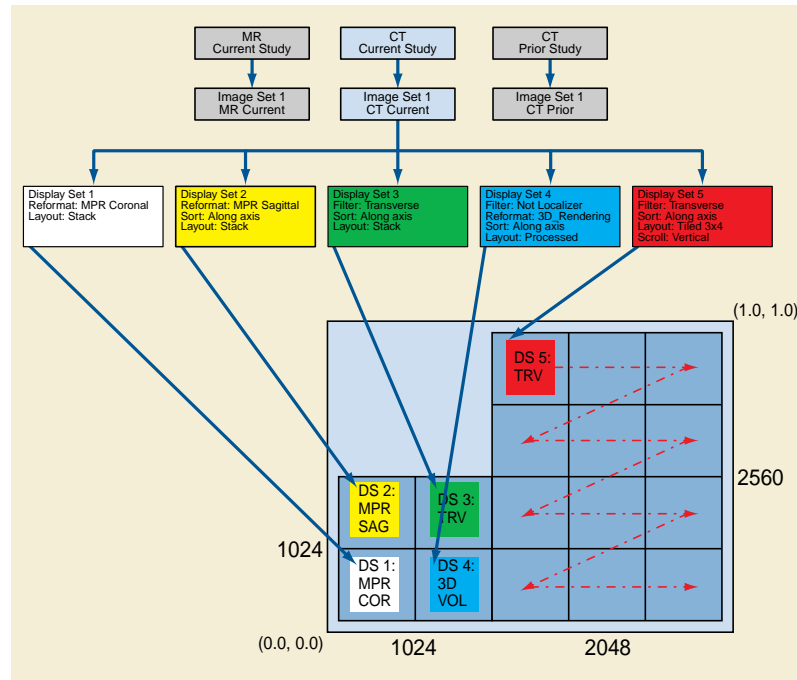 MR
Current Study
CT
Current Study
CT
Prior Study
Image Set 1
MR Current
Image Set 1
CT Current
Image Set 1
CT Prior
Display Set 1
Reformat: MPR Coronal
Layout: Stack
Display Set 2
Reformat: MPR Sagittal
Sort: Along axis
Layout: Stack
Display Set 3
Filter: Transverse
Sort: Along axis
Layout: Stack
Display Set 4
Filter: Not Localizer
Reformat: 3D_Rendering
Sort: Along axis
Layout: Processed
Display Set 5
Filter: Transverse
Sort: Along axis
Layout: Tiled 3x4
Scroll: Vertical
(1.0, 1.0)
DS 5:
TRV
DS 2:
MPR
SAG
DS 3:
TRV
2560
1024
DS 1:
MPR
COR
DS 4:
3D
VOL
(0.0, 0.0)
1024
2048